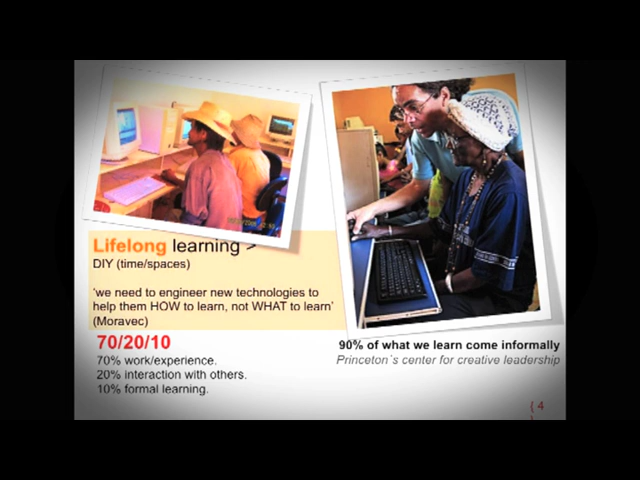 Lifelong learning >
DIY (time/spaces)
‘we need to engineer new technologies to
help them HOW to learn, not WHAT to learn’
(Moravec)
70/20/10
70% work/experience.
20% interaction with others.
10% formal learning.
90% of what we learn come informally
Princeton´s center for creative leadership
{ 4